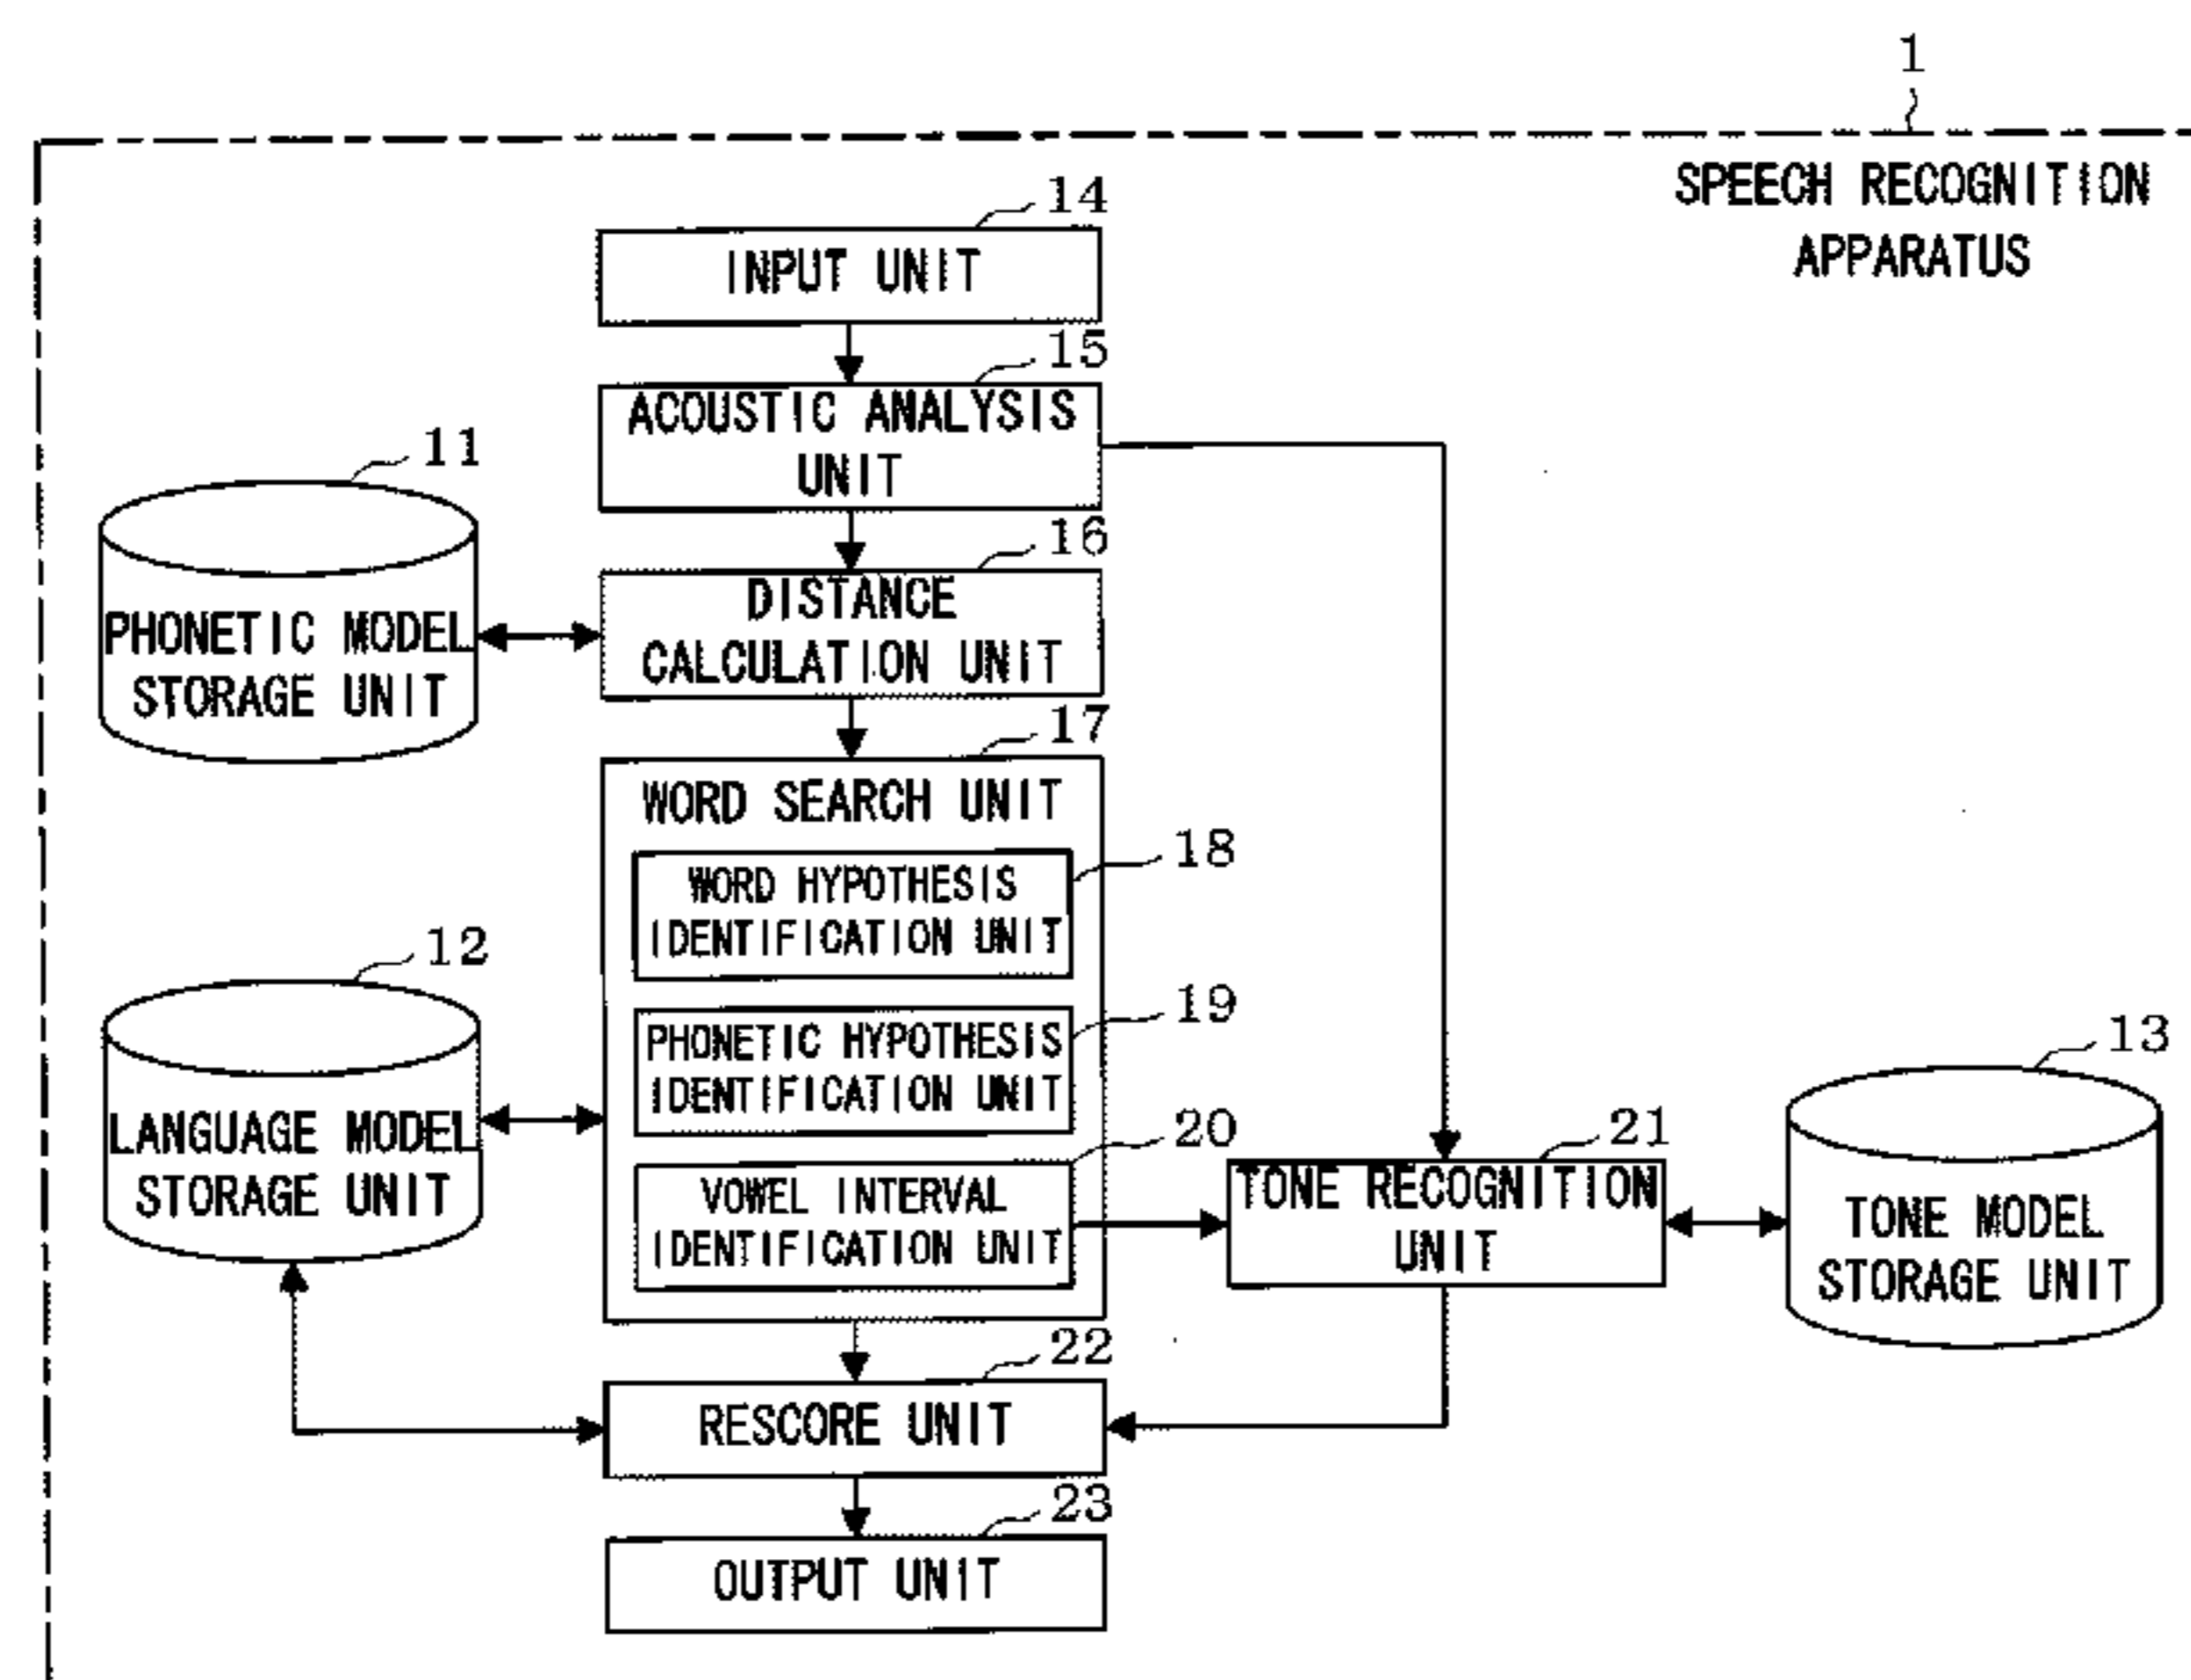 1
SPEECH RECOGNITION
APPARATUS
14
INPUT UNIT
15
ACOUSTIC ANALYSIS
UNIT
11
PHONETIC MODEL
STORAGE UNIT
16
DISTANCE
CALCULATION UNIT
17
WORD SEARCH UNIT
18
WORD HYPOTHESIS
IDENTIFICATION UNIT
12
LANGUAGE MODEL
STORAGE UNIT
19
PHONETIC HYPOTHESIS
IDENTIFICATION UNIT
20
VOWEL INTERVAL
IDENTIFICATION UNIT
21
TONE RECOGNITION
UNIT
13
TONE MODEL
STORAGE UNIT
22
RESCORE UNIT
23
OUTPUT UNIT